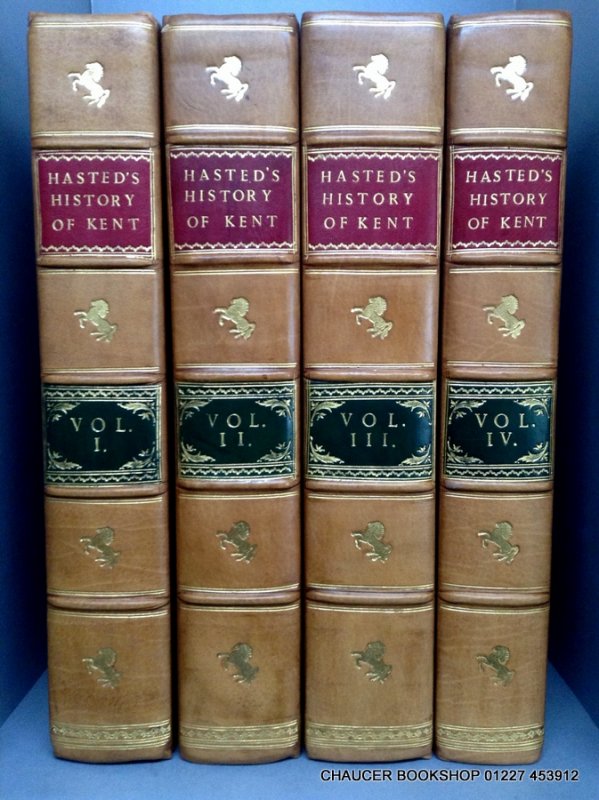 HASTED'S
HISTORY
OF KENT
VOL.
I.
HASTED'S
HISTORY
OF KENT
VOL.
II.
HASTED'S
HISTORY
OF KENT
VOL.
III.
HASTED'S
HISTORY
OF KENT
VOL.
IV.
CHAUCER BOOKSHOP 01227 453912